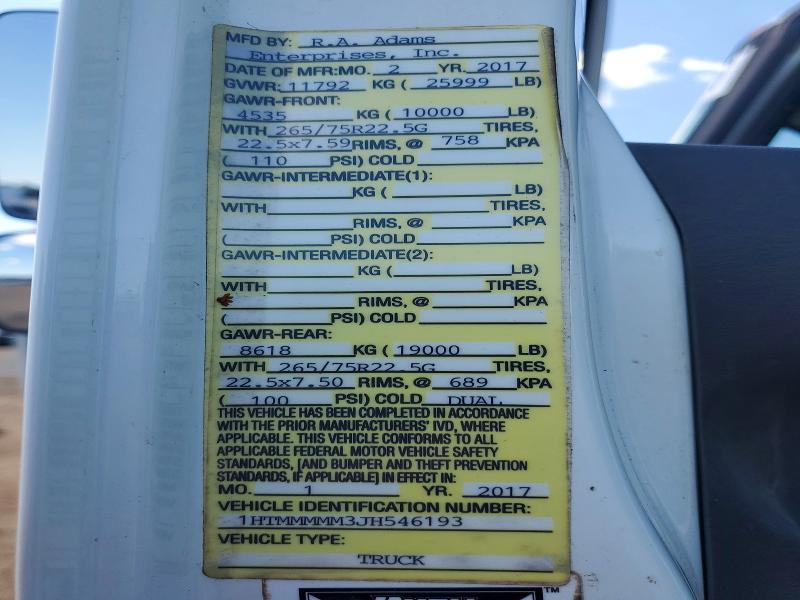 MFD BY: R.A. Adams
Enterprises, Inc.
DATE OF MFR: MO. 2 YR. 2017
GVWR: 11792 KG ( 25999 LB)
GAWR-FRONT:
4535 KG ( 10000 LB)
WITH 265/75R22.5G TIRES,
22.5x7.59 RIMS, @ 758 KPA
( 110 PSI) COLD
GAWR-INTERMEDIATE(1):
KG ( LB)
WITH TIRES,
RIMS, @ KPA
( PSI) COLD
GAWR-INTERMEDIATE(2):
KG ( LB)
WITH TIRES,
RIMS, @ KPA
( PSI) COLD
GAWR-REAR:
8618 KG ( 19000 LB)
WITH 265/75R22.5G TIRES,
22.5x7.50 RIMS, @ 689 KPA
( 100 PSI) COLD DUAL
THIS VEHICLE HAS BEEN COMPLETED IN ACCORDANCE
WITH THE PRIOR MANUFACTURERS' IVD, WHERE
APPLICABLE. THIS VEHICLE CONFORMS TO ALL
APPLICABLE FEDERAL MOTOR VEHICLE SAFETY
STANDARDS, [AND BUMPER AND THEFT PREVENTION
STANDARDS, IF APPLICABLE] IN EFFECT IN:
MO. 1 YR. 2017
VEHICLE IDENTIFICATION NUMBER:
1HTMMMMM3JH546193
VEHICLE TYPE:
TRUCK
TM